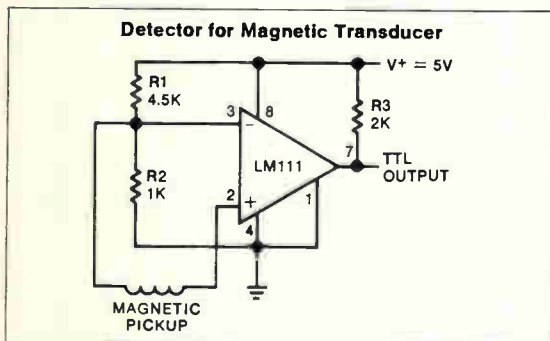 Detector for Magnetic Transducer
V+ = 5V
R1
4.5K
R3
2K
3
8
−
LM111
7
TTL
OUTPUT
R2
1K
2
+
1
4
MAGNETIC
PICKUP